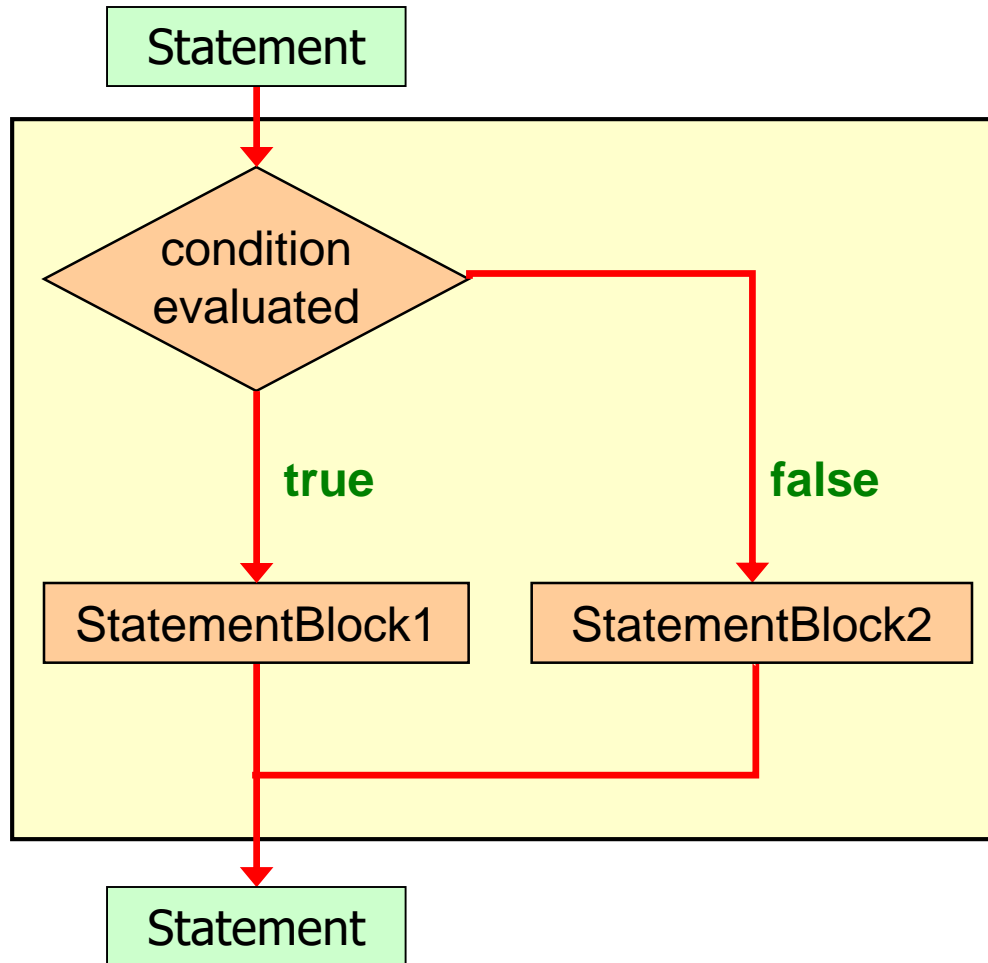 Statement
condition
evaluated
true
false
StatementBlock1
StatementBlock2
Statement